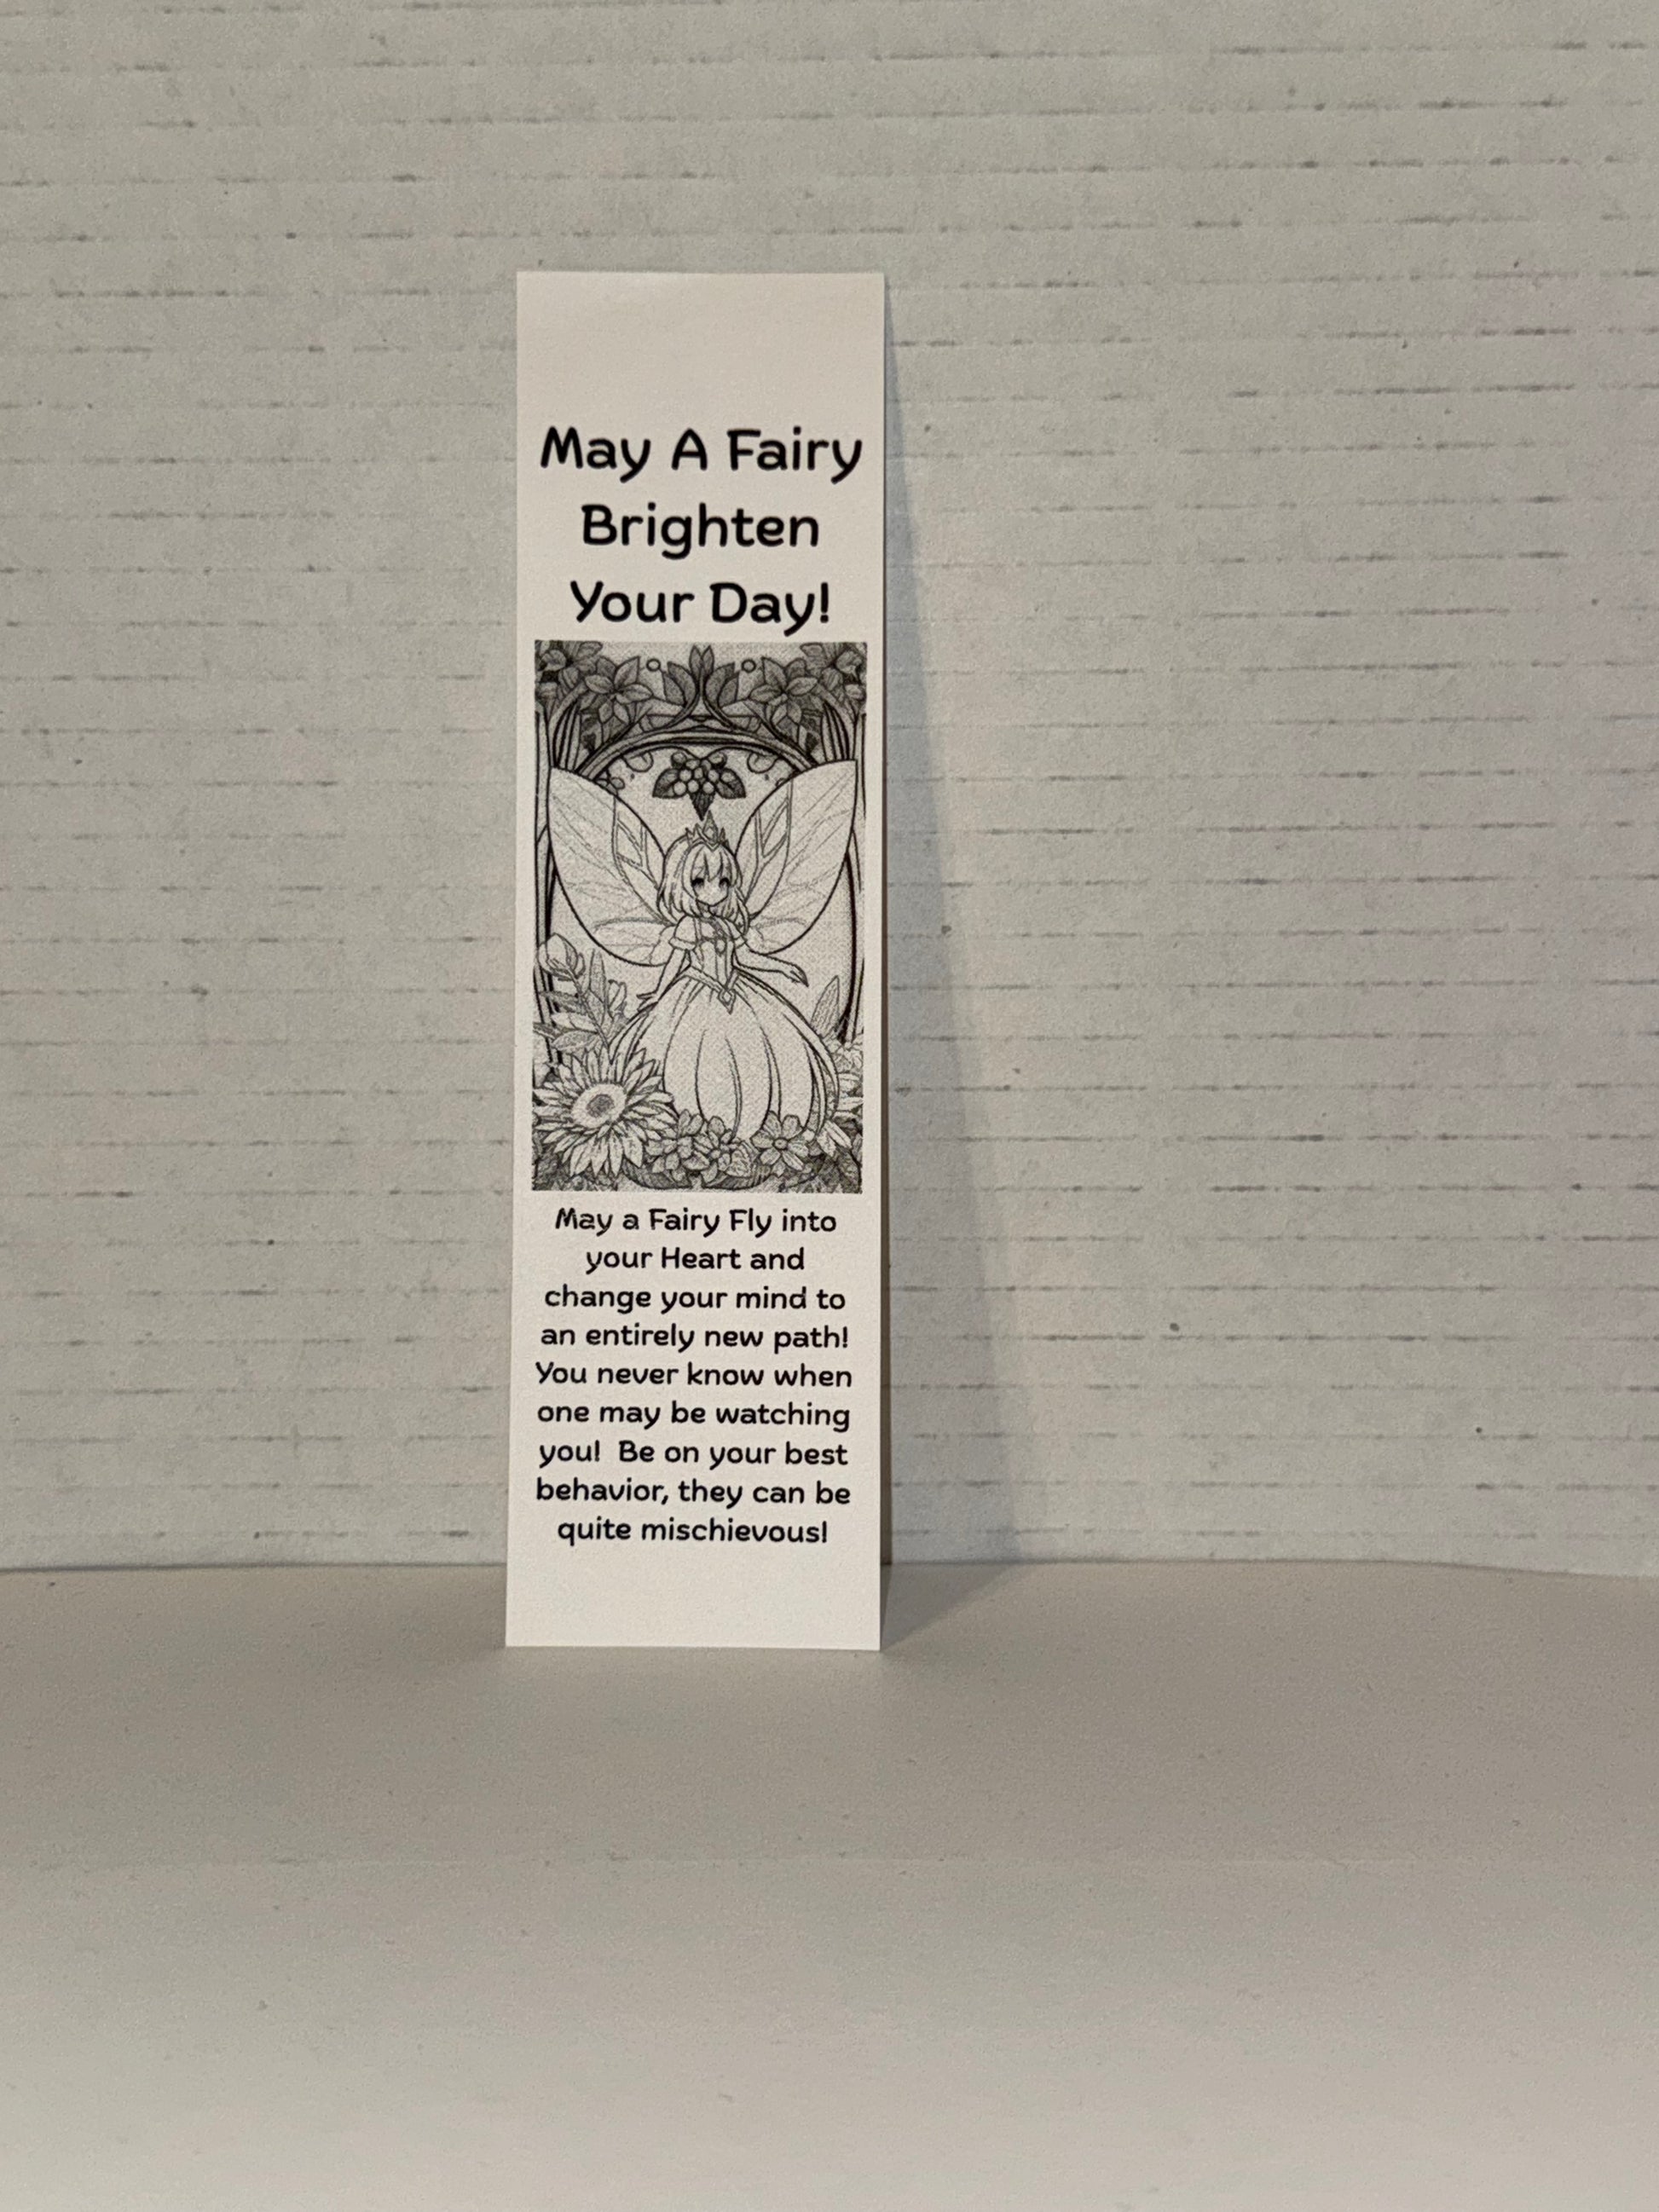 May A Fairy
Brighten
Your Day!
May a Fairy Fly into
your Heart and
change your mind to
an entirely new path!
You never know when
one may be watching
you!  Be on your best
behavior, they can be
quite mischievous!